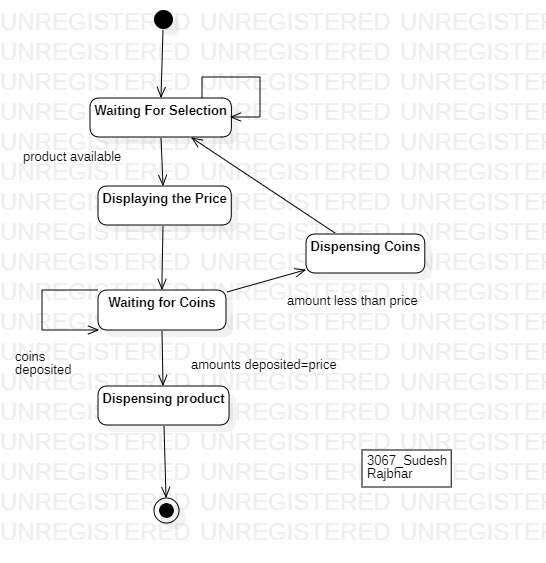 Waiting For Selection
product available
Displaying the Price
Dispensing Coins
Waiting for Coins
amount less than price
coins
deposited
amounts deposited=price
Dispensing product
3067_Sudesh
Rajbhar
UNREGISTERED